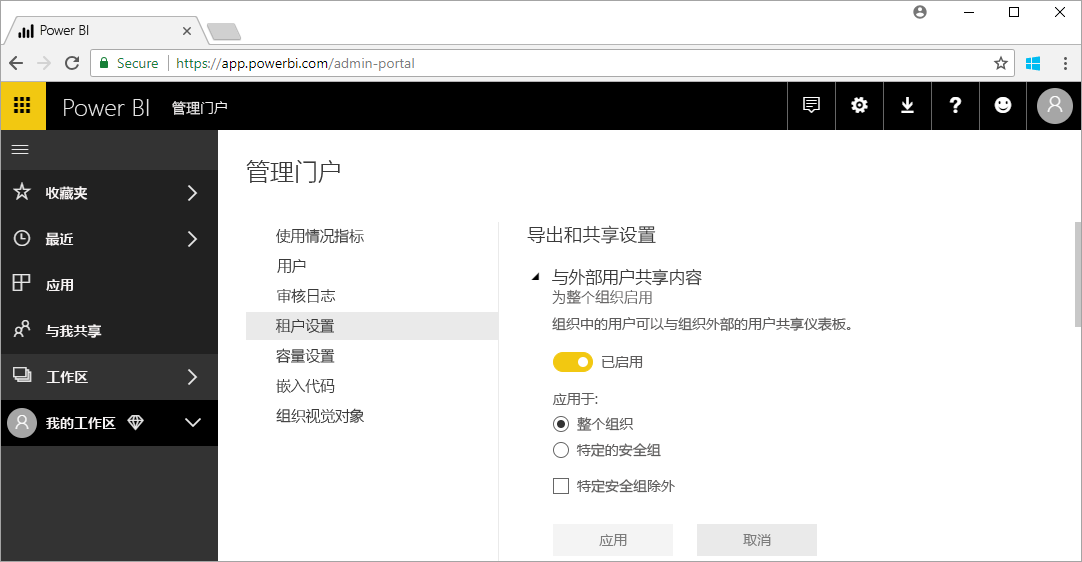 Power BI
Secure
https://app.powerbi.com/admin-portal
Power BI 管理门户
管理门户
收藏夹
最近
应用
与我共享
工作区
我的工作区
使用情况指标
用户
审核日志
租户设置
容量设置
嵌入代码
组织视觉对象
导出和共享设置
与外部用户共享内容
为整个组织启用
组织中的用户可以与组织外部的用户共享仪表板。
已启用
应用于:
整个组织
特定的安全组
特定安全组除外
应用 取消